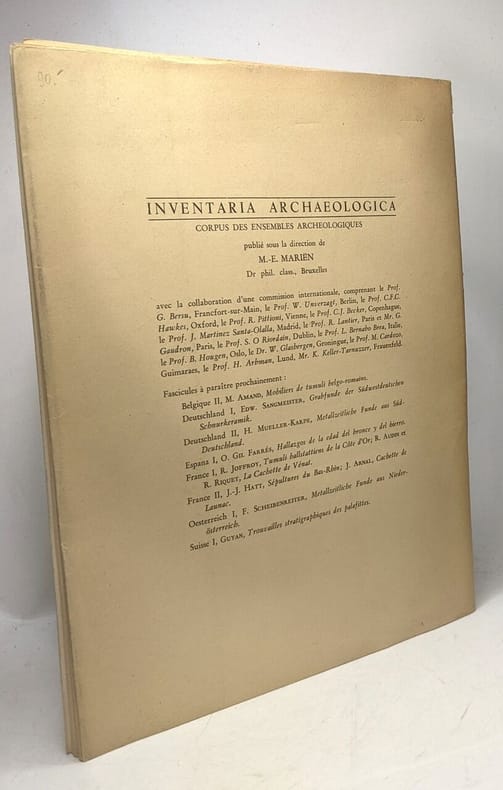 90.-
INVENTARIA ARCHAEOLOGICA
CORPUS DES ENSEMBLES ARCHEOLOGIQUES
publié sous la direction de
M.-E. MARIËN
Dr phil. class., Bruxelles
avec la collaboration d'une commission internationale, comprenant le Prof.
G. Bersu, Francfort-sur-Main, le Prof. W. Unverzagt, Berlin, le Prof. C.F.C.
Hawkes, Oxford, le Prof. R. Pittioni, Vienne, le Prof. C.J. Becker, Copenhague,
le Prof. J. Martinez Santa-Olalla, Madrid, le Prof. R. Lantier, Paris et Mr. G.
Gaudron, Paris, le Prof. S. O Riordain, Dublin, le Prof. L. Bernabo Brea, Italie,
le Prof. B. Hougen, Oslo, le Dr. W. Glasbergen, Groningue, le Prof. M. Cardozo,
Guimaraes, le Prof. H. Arbman, Lund, Mr. K. Keller-Tarnuzzer, Frauenfeld.
Fascicules à paraître prochainement :
Belgique II, M. AMAND, Mobiliers de tumuli belgo-romains.
Deutschland I, EDW. SANGMEISTER, Grabfunde der Südwestdeutschen
Schnurkeramik.
Deutschland II, H. MUELLER-KARPE, Metallzeitliche Funde aus Süd-
Deutschland.
Espana I, O. GIL FARRÉS, Hallazgos de la edad del bronce y del hierro.
France I, R. JOFFROY, Tumuli hallstattiens de la Côte d'Or; R. AUDIN et
R. RIQUET, La Cachette de Vénat.
France II, J.-J. HATT, Sépultures du Bas-Rhin; J. ARNAL, Cachette de
Launac.
Oesterreich I, F. SCHEIBENREITER, Metallzeitliche Funde aus Nieder-
österreich.
Suisse I, GUYAN, Trouvailles stratigraphiques des palafittes.